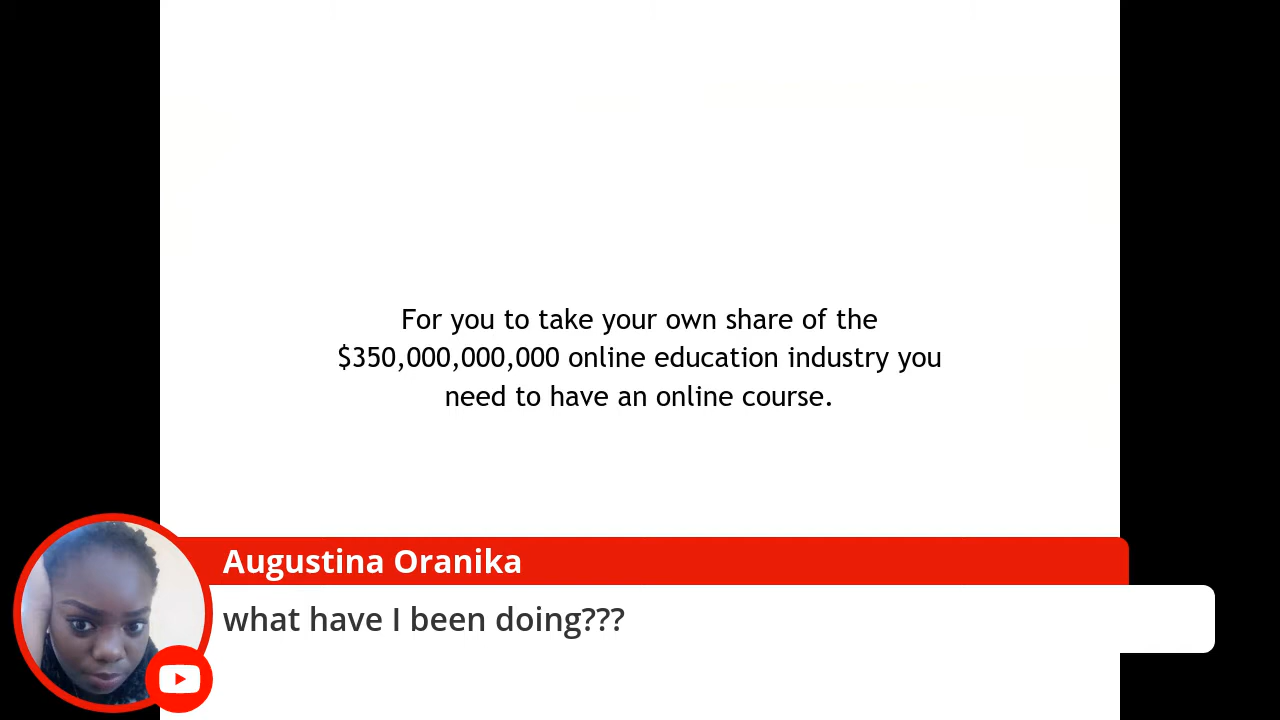 For you to take your own share of the
$350,000,000,000 online education industry you
need to have an online course.
Augustina Oranika
what have I been doing???